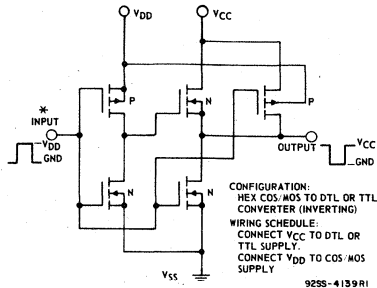 VDD
VCC
P
N
P
*
INPUT
VDD
GND
OUTPUT
VCC
GND
N
N
CONFIGURATION:
HEX COS/MOS TO DTL OR TTL
CONVERTER (INVERTING)
WIRING SCHEDULE:
CONNECT VCC TO DTL OR
TTL SUPPLY.
CONNECT VDD TO COS/MOS
SUPPLY
VSS
92SS-4139R1